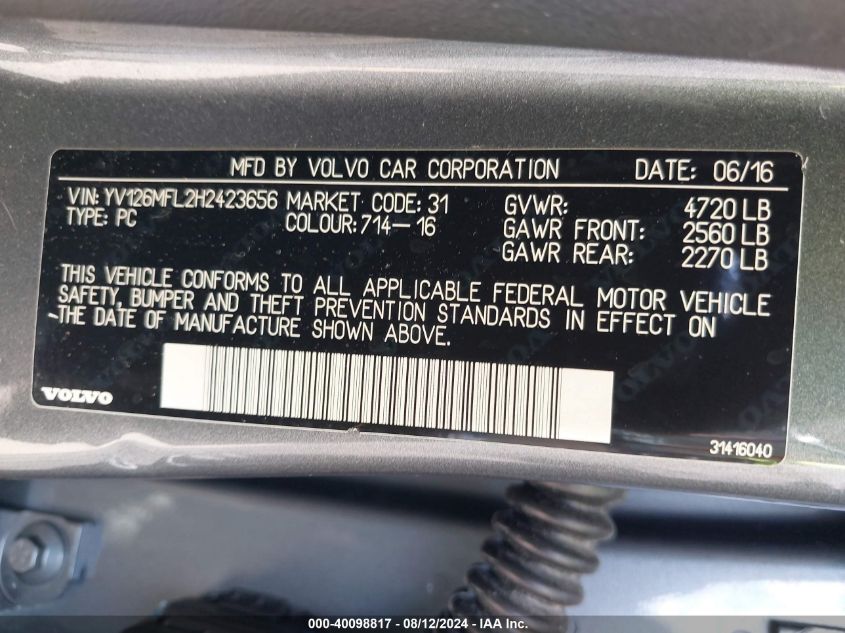 MFD BY VOLVO CAR CORPORATION DATE: 06/16
VIN: YV126MFL2H2423656 MARKET CODE: 31 GVWR: 4720 LB
TYPE: PC COLOUR: 714-16 GAWR FRONT: 2560 LB
GAWR REAR: 2270 LB
THIS VEHICLE CONFORMS TO ALL APPLICABLE FEDERAL MOTOR VEHICLE
SAFETY, BUMPER AND THEFT PREVENTION STANDARDS IN EFFECT ON
THE DATE OF MANUFACTURE SHOWN ABOVE.
VOLVO
31416040
000-40098817 - 08/12/2024 - IAA Inc.